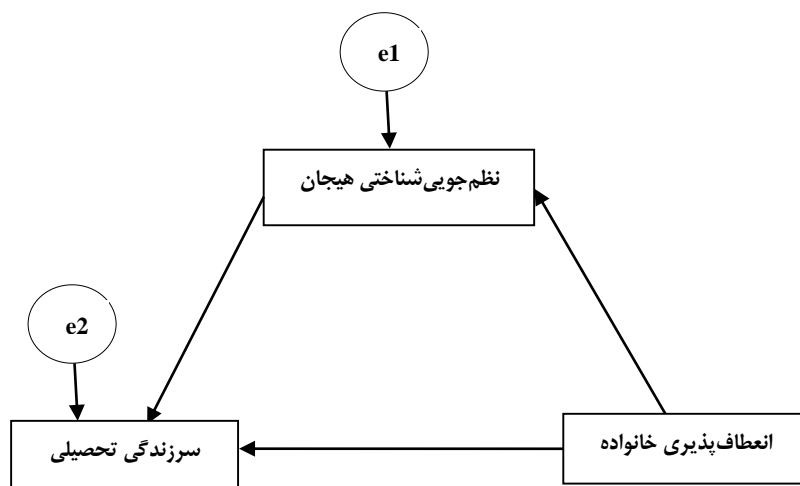 e1
نظم‌جویی‌شناختی هیجان
e2
انعطاف‌پذیری خانواده
سرزندگی تحصیلی